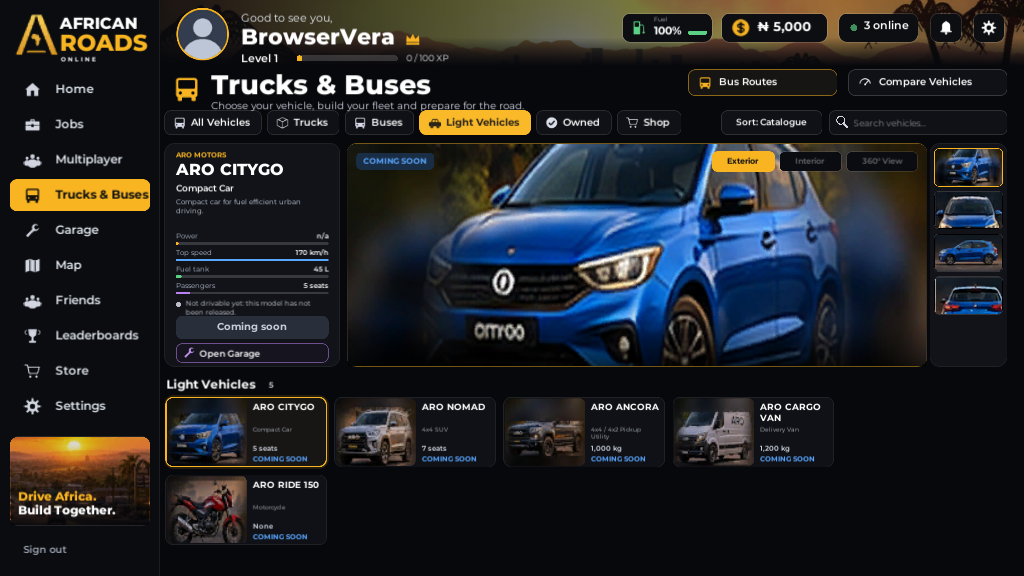 AFRICAN
ROADS
ONLINE
Home
Jobs
Multiplayer
Trucks & Buses
Garage
Map
Friends
Leaderboards
Store
Settings
Drive Africa.
Build Together.
Sign out
Good to see you,
BrowserVera
Level 1
0 / 100 XP
Fuel
100%
₦ 5,000
3 online
Trucks & Buses
Choose your vehicle, build your fleet and prepare for the road.
Bus Routes
Compare Vehicles
All Vehicles
Trucks
Buses
Light Vehicles
Owned
Shop
Sort: Catalogue
Search vehicles...
ARO MOTORS
ARO CITYGO
Compact Car
Compact car for fuel efficient urban
driving.
Power n/a
Top speed 170 km/h
Fuel tank 45 L
Passengers 5 seats
Not drivable yet: this model has not
been released.
Coming soon
Open Garage
COMING SOON
Exterior
Interior
360° View
Light Vehicles 5
ARO CITYGO
Compact Car
5 seats
COMING SOON
ARO NOMAD
4x4 SUV
7 seats
COMING SOON
ARO ANCORA
4x4 / 4x2 Pickup
Utility
1,000 kg
COMING SOON
ARO CARGO
VAN
Delivery Van
1,200 kg
COMING SOON
ARO RIDE 150
Motorcycle
None
COMING SOON